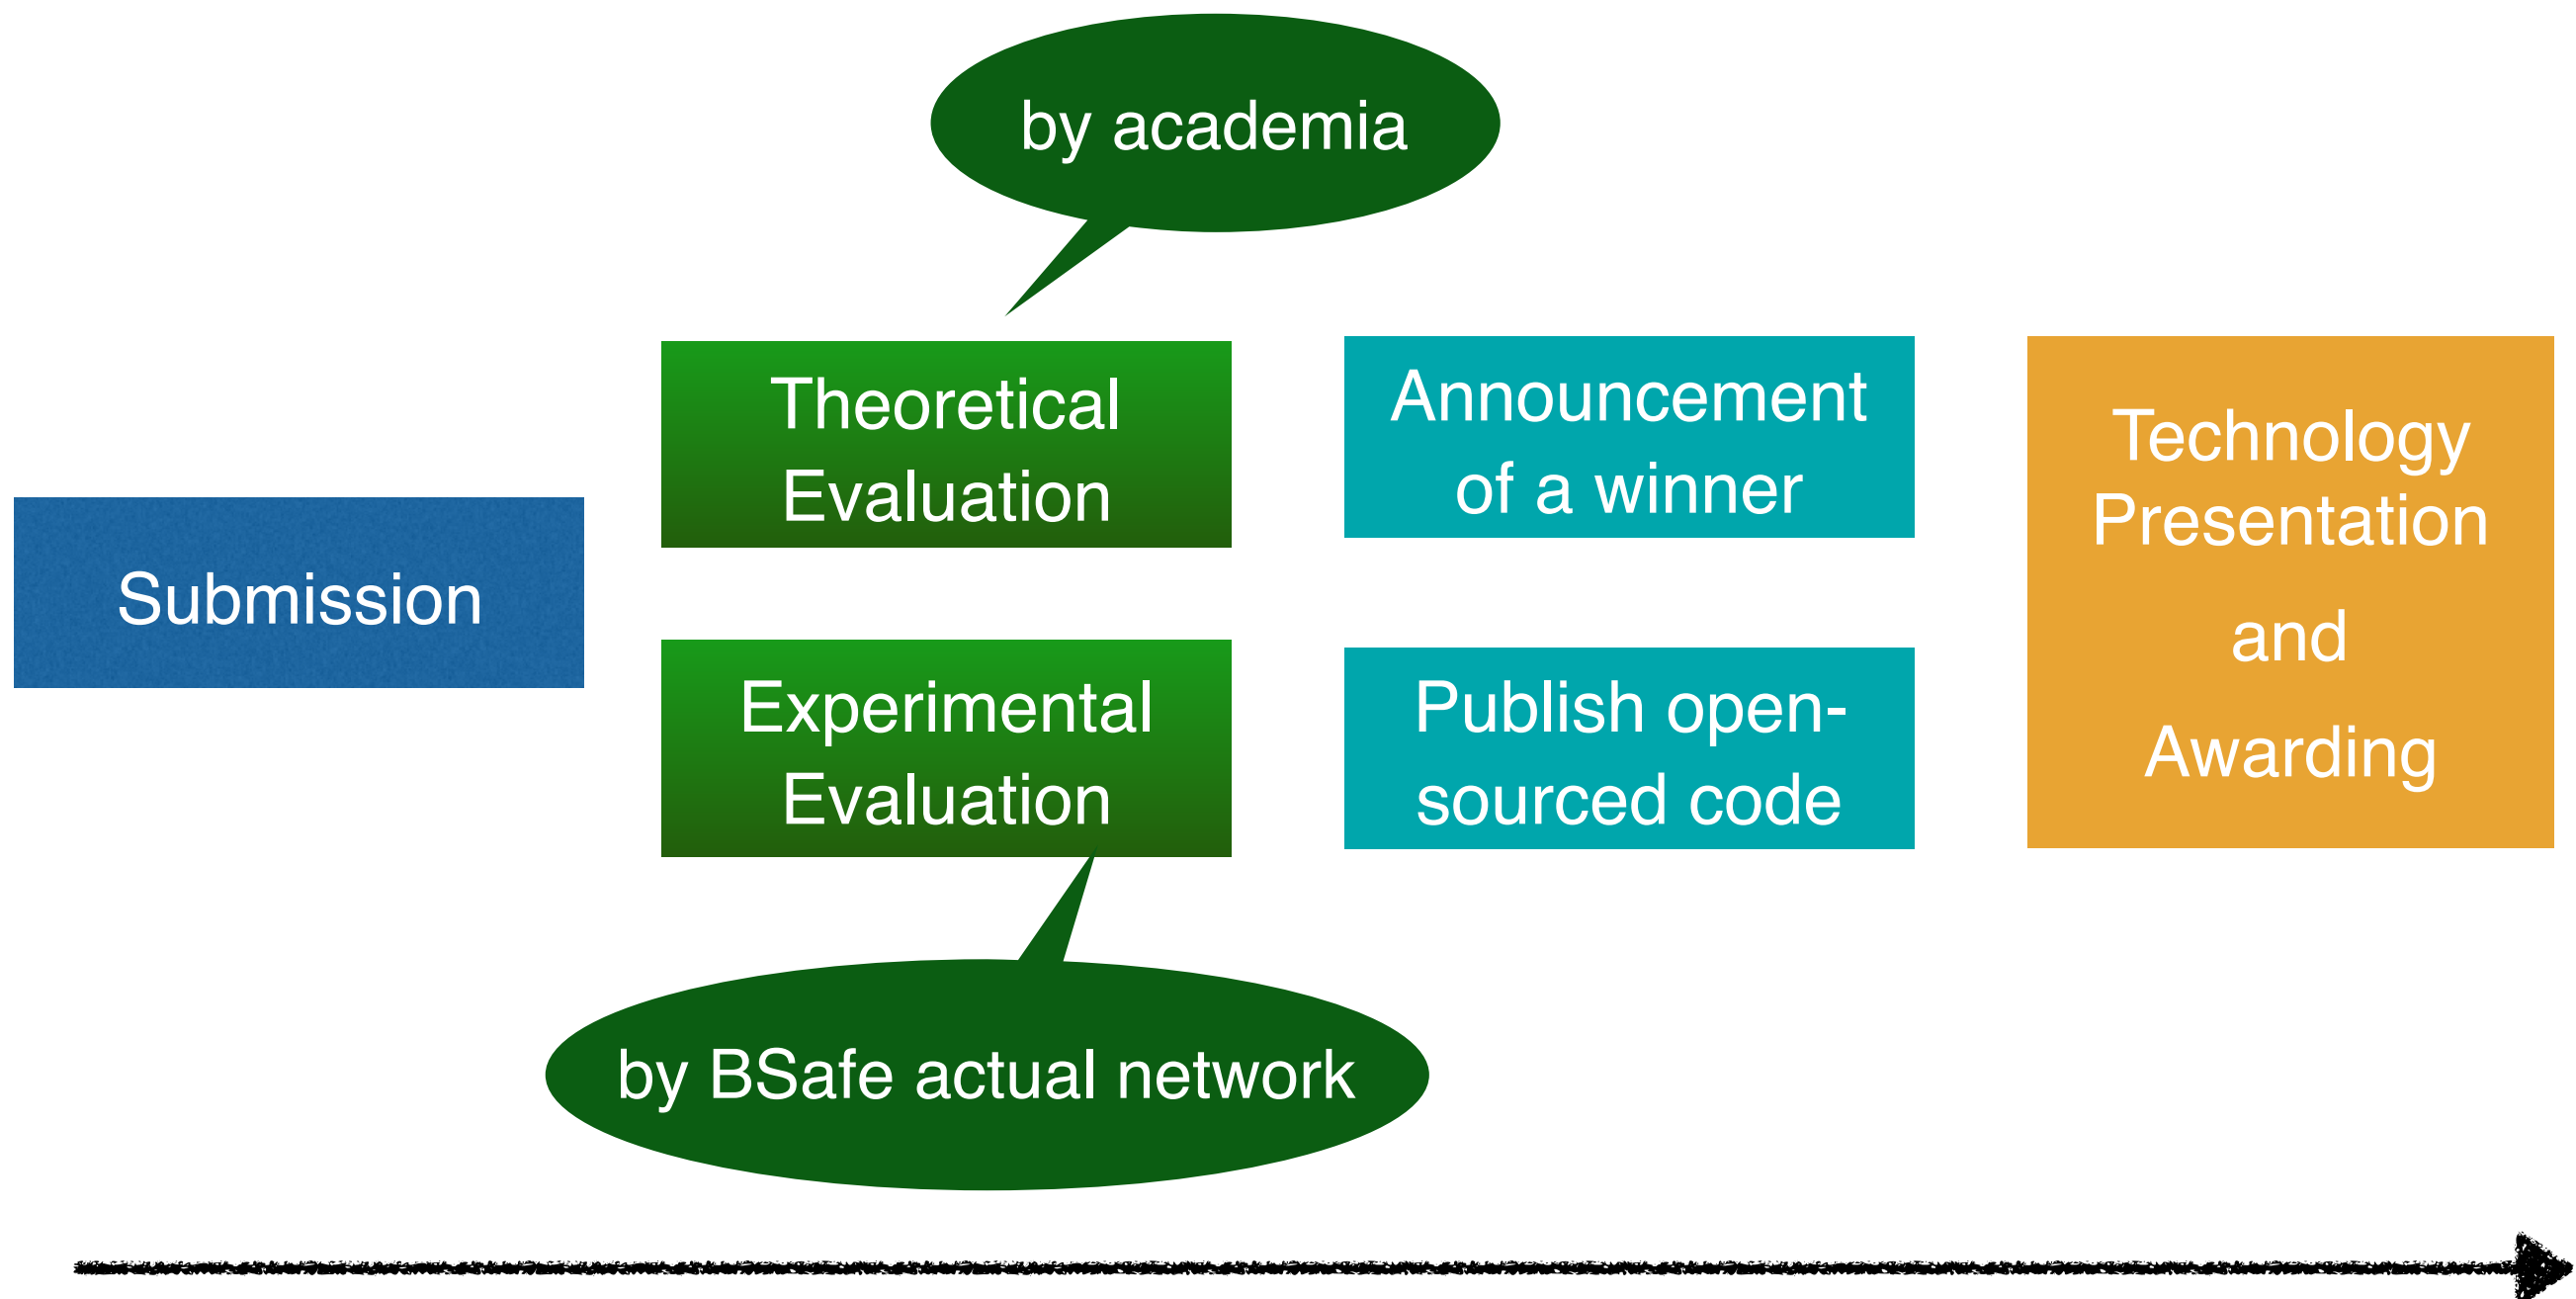 by academia
Submission
Theoretical
Evaluation
Experimental
Evaluation
by BSafe actual network
Announcement
of a winner
Publish open-
sourced code
Technology
Presentation
and
Awarding